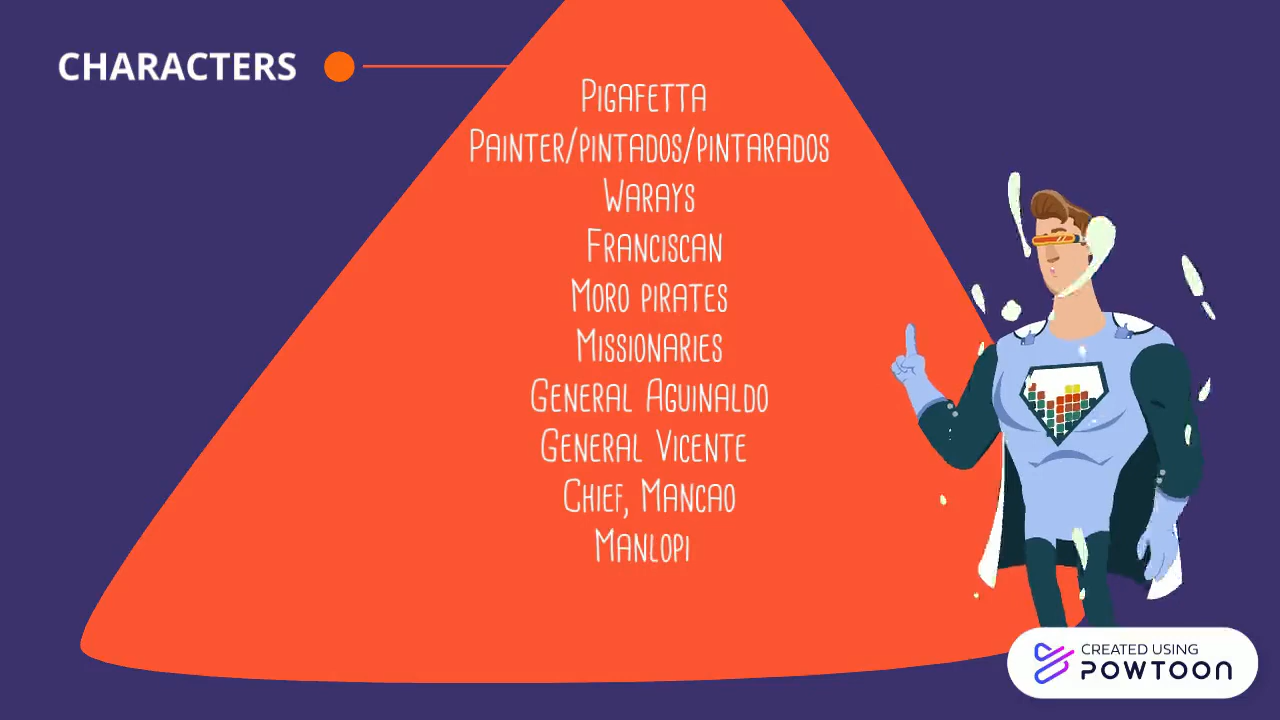 CHARACTERS
PIGAFETTA
PAINTER/PINTADOS/PINTARADOS
WARAYS
FRANCISCAN
MORO PIRATES
MISSIONARIES
GENERAL AGUINALDO
GENERAL VICENTE
CHIEF, MANCAO
MANLOPI
CREATED USING
POWTOON